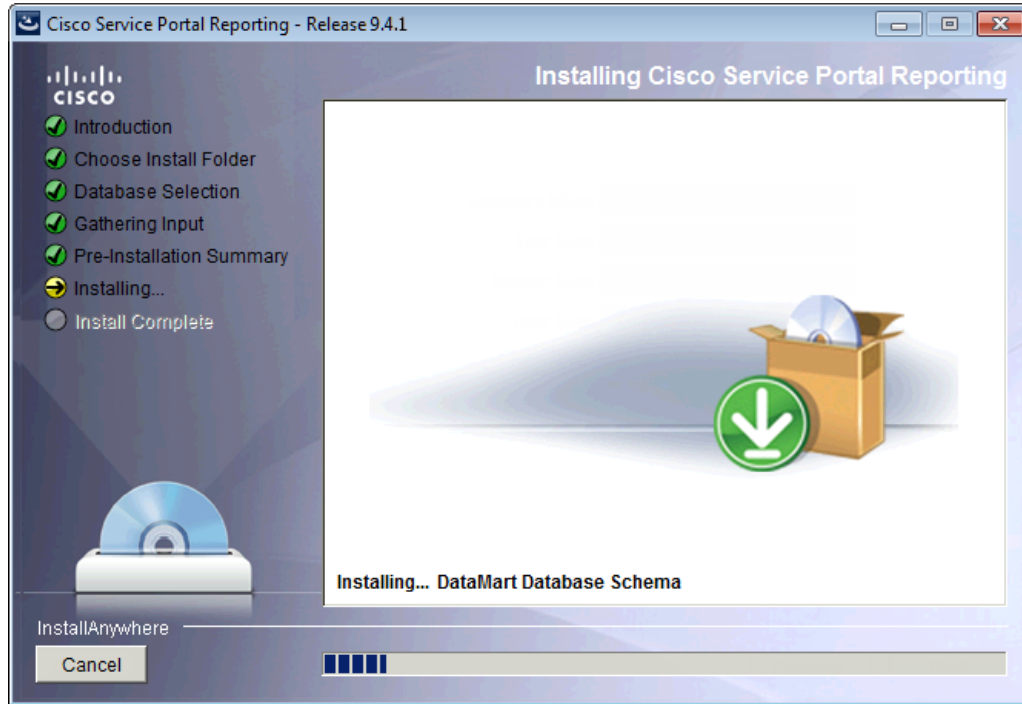 Cisco Service Portal Reporting - Release 9.4.1
Installing Cisco Service Portal Reporting
CISCO
Introduction
Choose Install Folder
Database Selection
Gathering Input
Pre-Installation Summary
Installing...
Install Complete
Installing... DataMart Database Schema
InstallAnywhere
Cancel